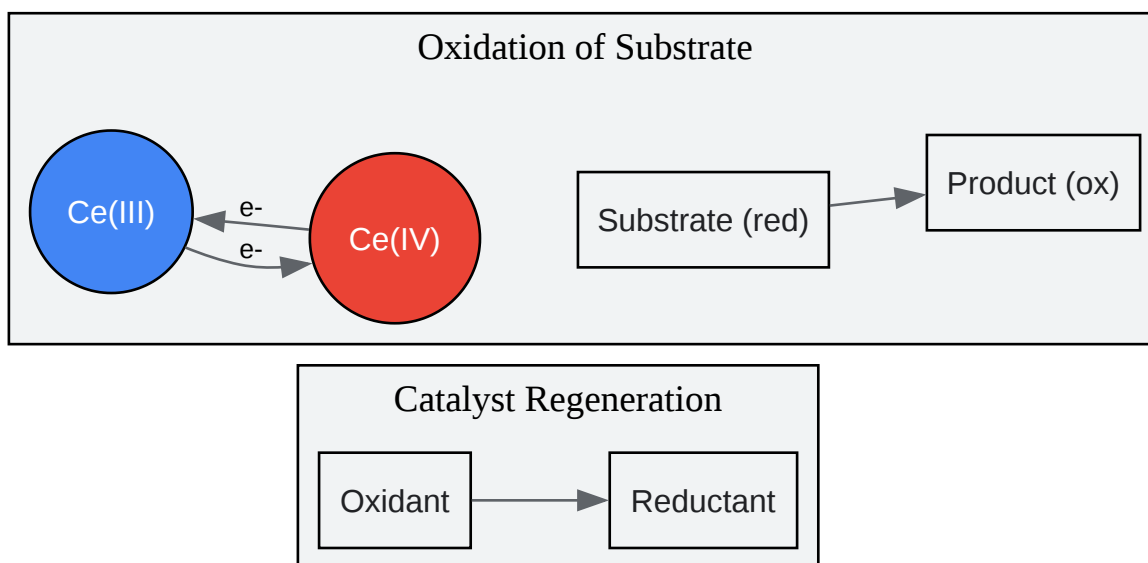 Oxidation of Substrate
Ce(III)
e-
e-
Ce(IV)
Substrate (red)
Product (ox)
Catalyst Regeneration
Oxidant
Reductant